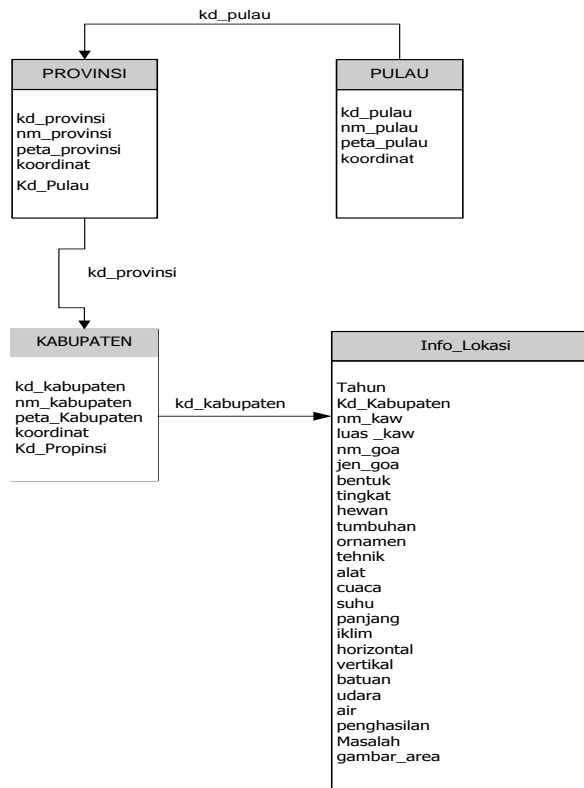 kd_pulau
PROVINSI
kd_provinsi
nm_provinsi
peta_provinsi
koordinat
Kd_Pulau
PULAU
kd_pulau
nm_pulau
peta_pulau
koordinat
kd_provinsi
KABUPATEN
kd_kabupaten
nm_kabupaten
peta_Kabupaten
koordinat
Kd_Propinsi
kd_kabupaten
Info_Lokasi
Tahun
Kd_Kabupaten
nm_kaw
luas _kaw
nm_goa
jen_goa
bentuk
tingkat
hewan
tumbuhan
ornamen
tehnik
alat
cuaca
suhu
panjang
iklim
horizontal
vertikal
batuan
udara
air
penghasilan
Masalah
gambar_area